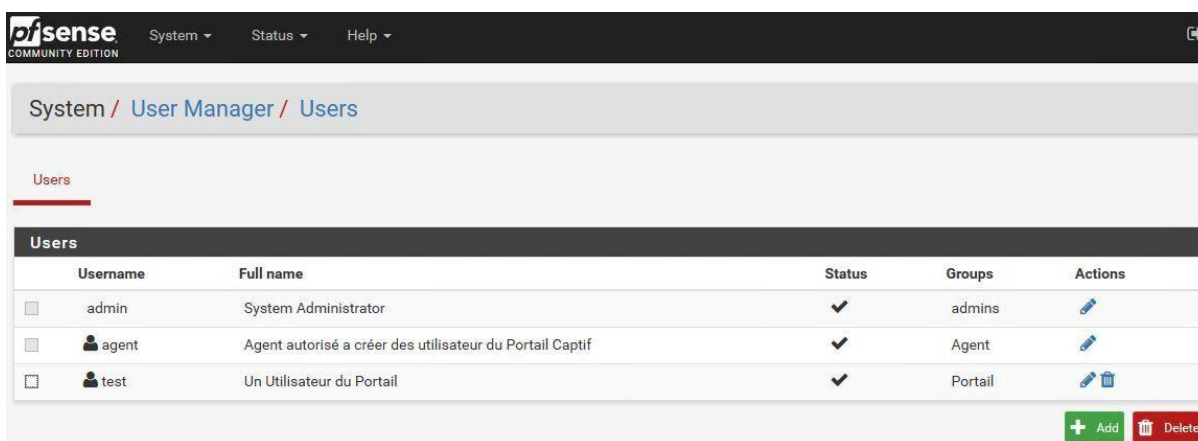 pfsense System Status Help
COMMUNITY EDITION
System / User Manager / Users
Users
Users
Username Full name Status Groups Actions
admin System Administrator admins
agent Agent autorisé a créer des utilisateur du Portail Captif Agent
test Un Utilisateur du Portail Portail
Add Delete